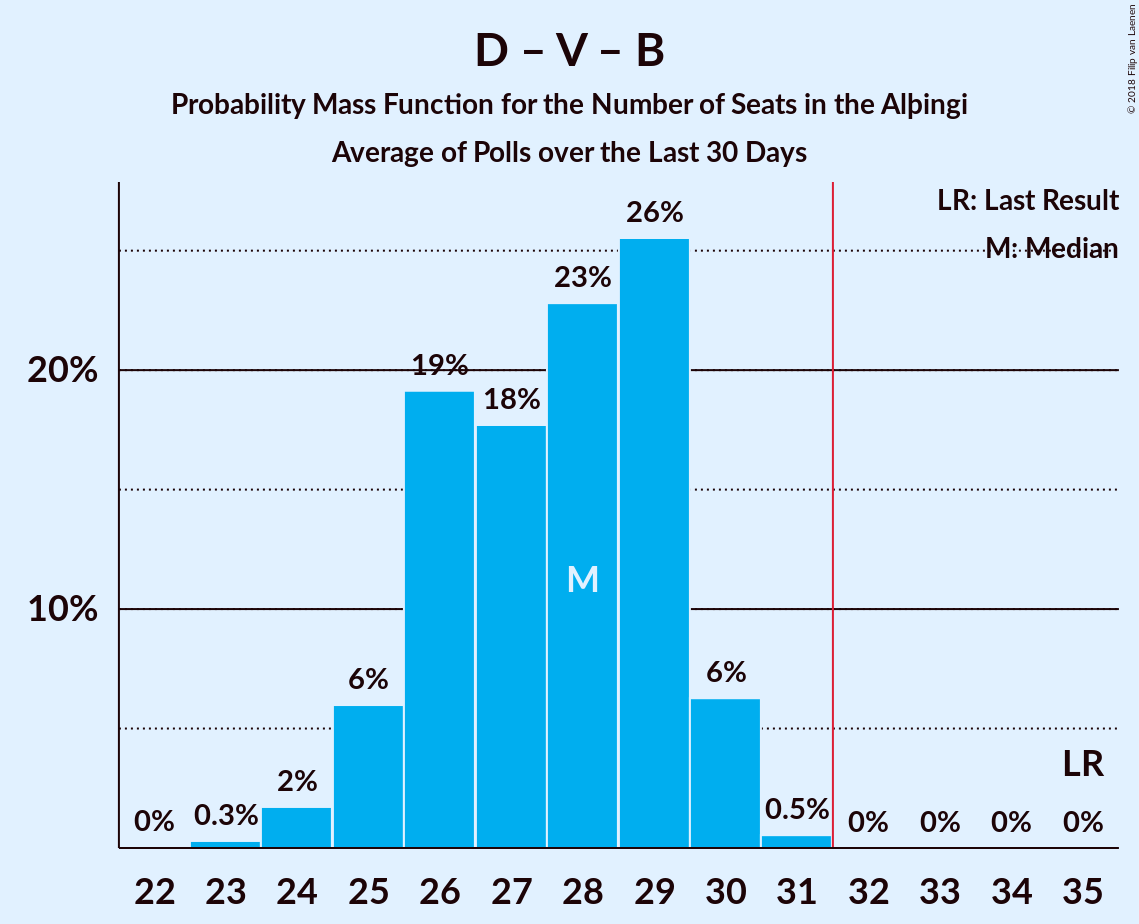 D – V – B
Probability Mass Function for the Number of Seats in the Alþingi
Average of Polls over the Last 30 Days
© 2018 Filip van Laenen
LR: Last Result
M: Median
26%
23%
20%
19%
18%
M
10%
6%
6%
LR
2%
0%
0.3%
0.5%
0%
0%
0%
0%
22 23 24 25 26 27 28 29 30 31 32 33 34 35